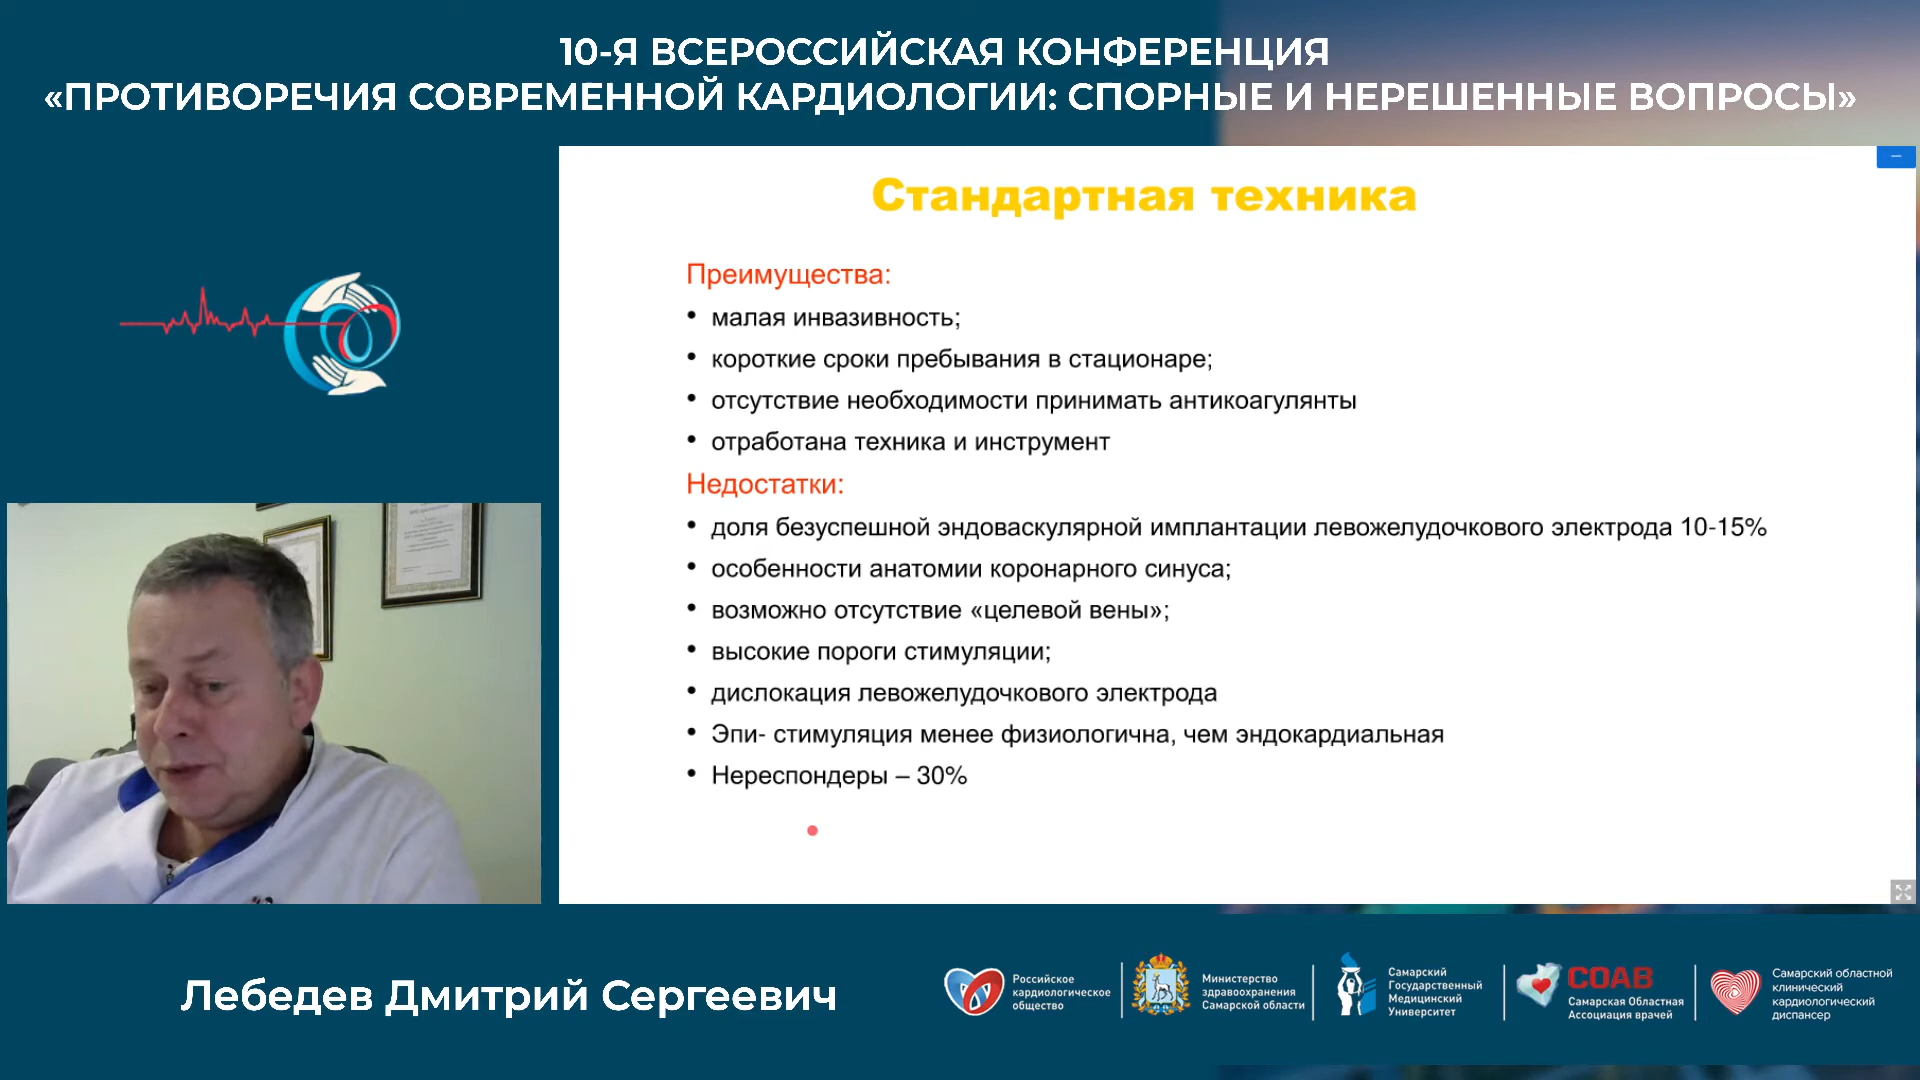 10-Я ВСЕРОССИЙСКАЯ КОНФЕРЕНЦИЯ
«ПРОТИВОРЕЧИЯ СОВРЕМЕННОЙ КАРДИОЛОГИИ: СПОРНЫЕ И НЕРЕШЕННЫЕ ВОПРОСЫ»
Стандартная техника
Преимущества:
• малая инвазивность;
• короткие сроки пребывания в стационаре;
• отсутствие необходимости принимать антикоагулянты
• отработана техника и инструмент
Недостатки:
• доля безуспешной эндоваскулярной имплантации левожелудочкового электрода 10-15%
• особенности анатомии коронарного синуса;
• возможно отсутствие «целевой вены»;
• высокие пороги стимуляции;
• дислокация левожелудочкового электрода
• Эпи- стимуляция менее физиологична, чем эндокардиальная
• Нереспондеры – 30%
Лебедев Дмитрий Сергеевич
Российское
кардиологическое
общество
Министерство
здравоохранения
Самарской области
Самарский
Государственный
Медицинский
Университет
СОАВ
Самарская Областная
Ассоциация врачей
Самарский областной
клинический
кардиологический
диспансер